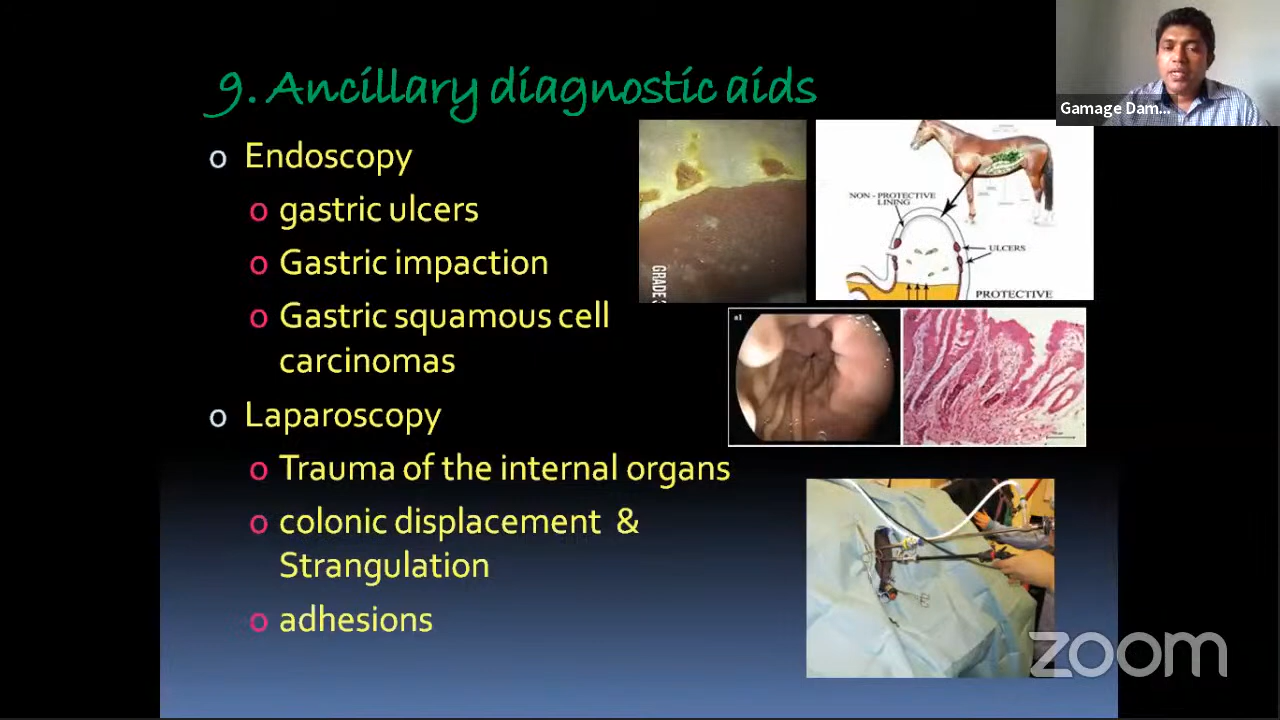 9. Ancillary diagnostic aids
Gamage Dam...
o Endoscopy
o gastric ulcers
o Gastric impaction
o Gastric squamous cell
carcinomas
o Laparoscopy
o Trauma of the internal organs
o colonic displacement &
Strangulation
o adhesions
NON - PROTECTIVE
LINING
ULCERS
PROTECTIVE
a1
zoom